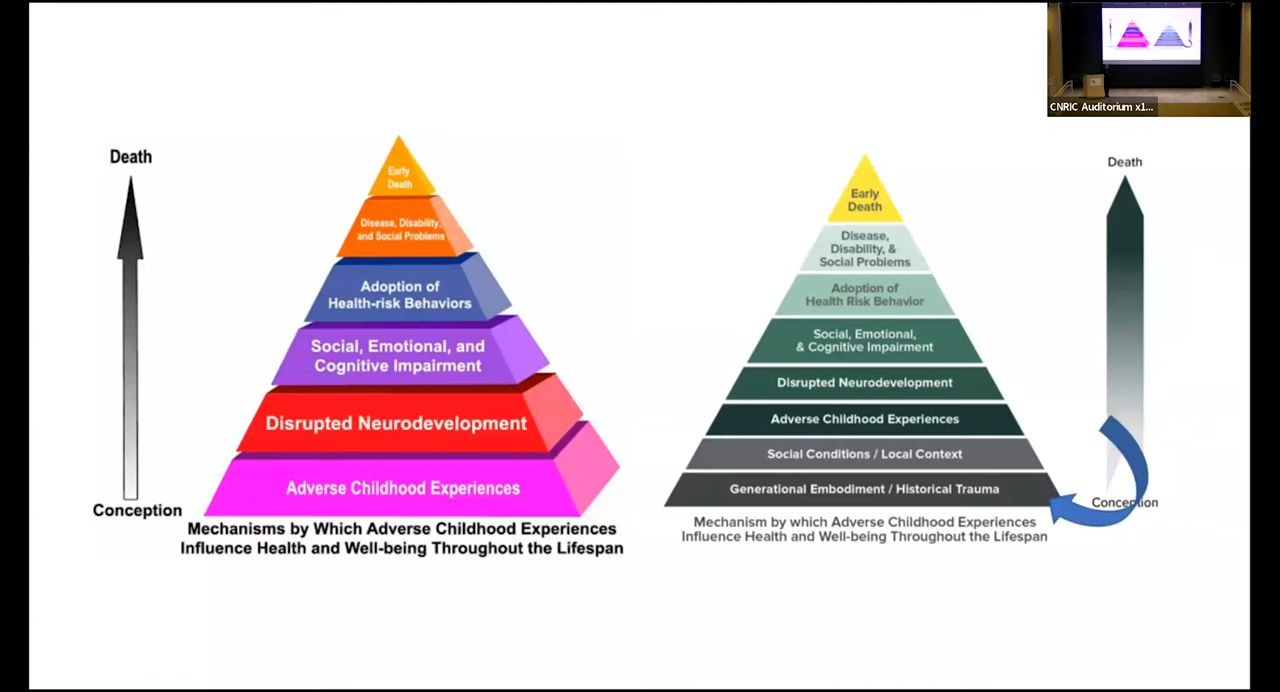 CNRIC Auditorium x1...
Death
Early
Death
Disease, Disability,
and Social Problems
Adoption of
Health-risk Behaviors
Social, Emotional, and
Cognitive Impairment
Disrupted Neurodevelopment
Adverse Childhood Experiences
Conception
Mechanisms by Which Adverse Childhood Experiences
Influence Health and Well-being Throughout the Lifespan
Death
Early
Death
Disease,
Disability, &
Social Problems
Adoption of
Health Risk Behavior
Social, Emotional,
& Cognitive Impairment
Disrupted Neurodevelopment
Adverse Childhood Experiences
Social Conditions / Local Context
Generational Embodiment / Historical Trauma
Conception
Mechanism by which Adverse Childhood Experiences
Influence Health and Well-being Throughout the Lifespan